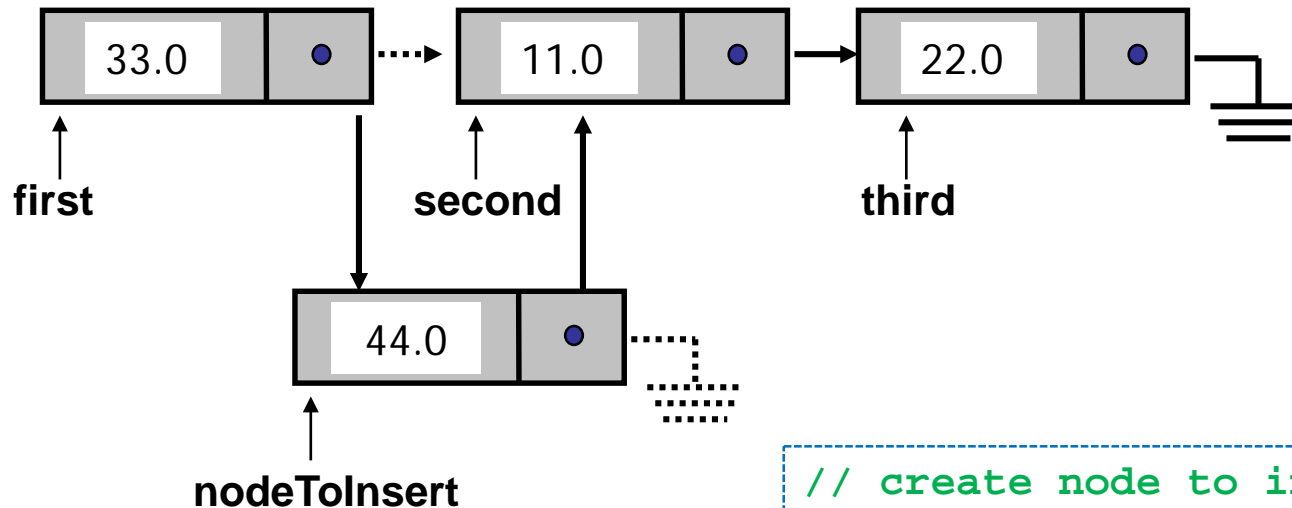 33.0 11.0 22.0
first second third
44.0
nodeToInsert
// create node to